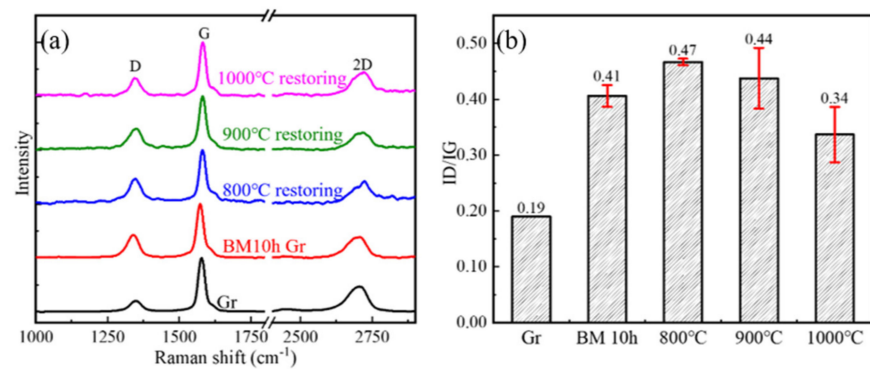 (a)
D
G
2D
1000℃ restoring
900℃ restoring
800℃ restoring
BM10h Gr
Gr
Intensity
1000 1250 1500 1750 2500 2750
Raman shift (cm⁻¹)
(b)
0.50
0.40
0.30
0.20
0.10
0.00
ID/IG
0.19
0.41
0.47
0.44
0.34
Gr BM 10h 800℃ 900℃ 1000℃